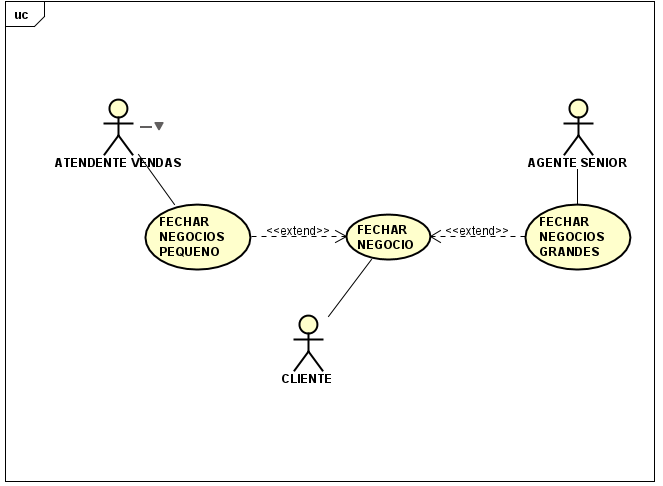 uc
ATENDENTE VENDAS
AGENTE SENIOR
FECHAR
NEGOCIOS
PEQUENO
<<extend>>
FECHAR
NEGOCIO
<<extend>>
FECHAR
NEGOCIOS
GRANDES
CLIENTE